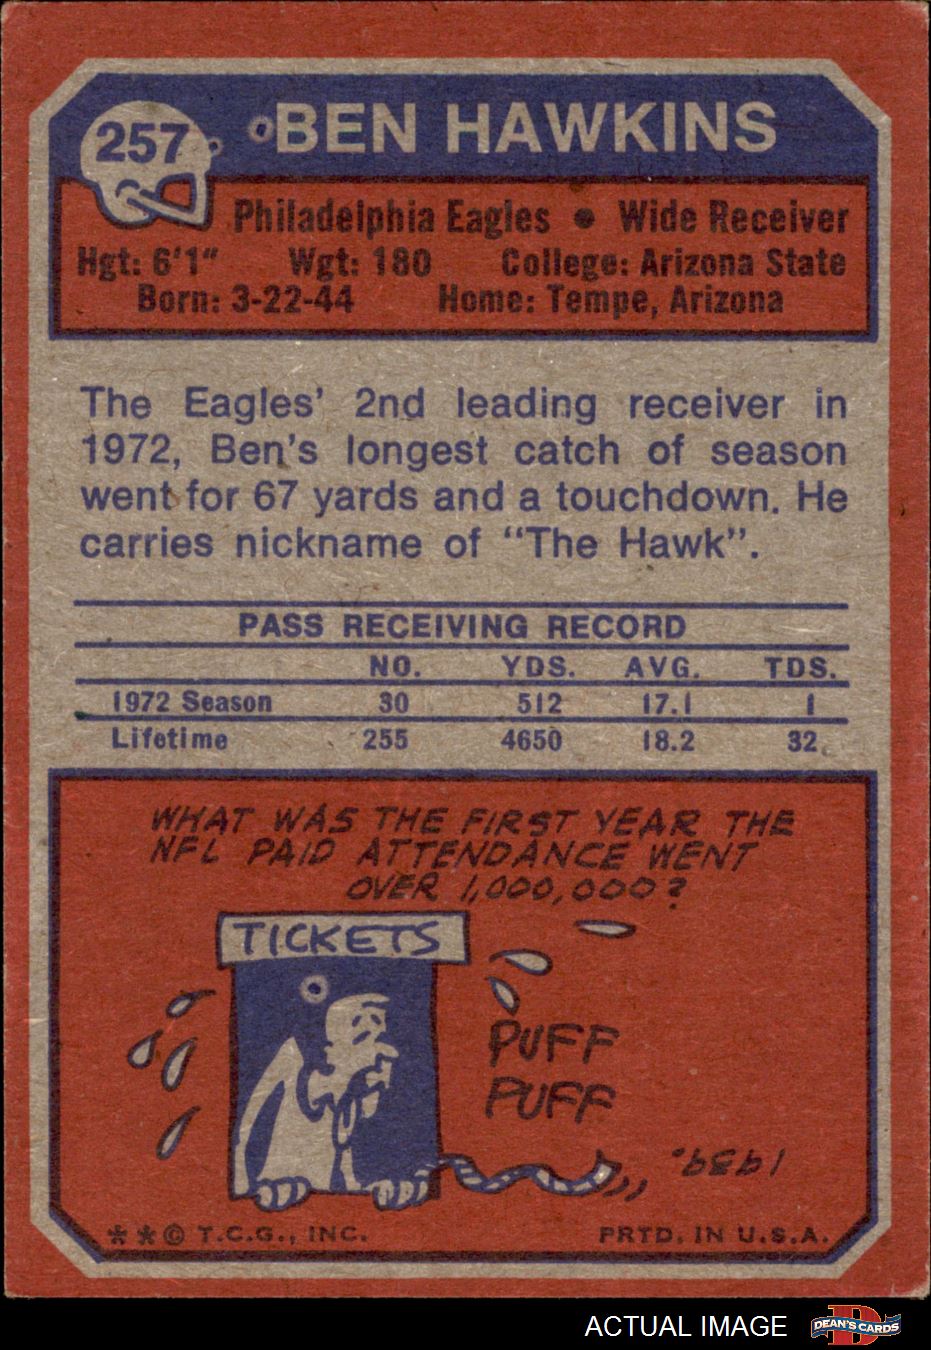 257
BEN HAWKINS
Philadelphia Eagles • Wide Receiver
Hgt: 6'1" Wgt: 180 College: Arizona State
Born: 3-22-44 Home: Tempe, Arizona
The Eagles' 2nd leading receiver in
1972, Ben's longest catch of season
went for 67 yards and a touchdown. He
carries nickname of "The Hawk".
PASS RECEIVING RECORD
NO. YDS. AVG. TDS.
1972 Season 30 512 17.1 1
Lifetime 255 4650 18.2 32
WHAT WAS THE FIRST YEAR THE
NFL PAID ATTENDANCE WENT
OVER 1,000,000?
TICKETS
PUFF
PUFF
1939.
**© T.C.G., INC. PRTD. IN U.S.A.
ACTUAL IMAGE
D
DEAN'S CARDS